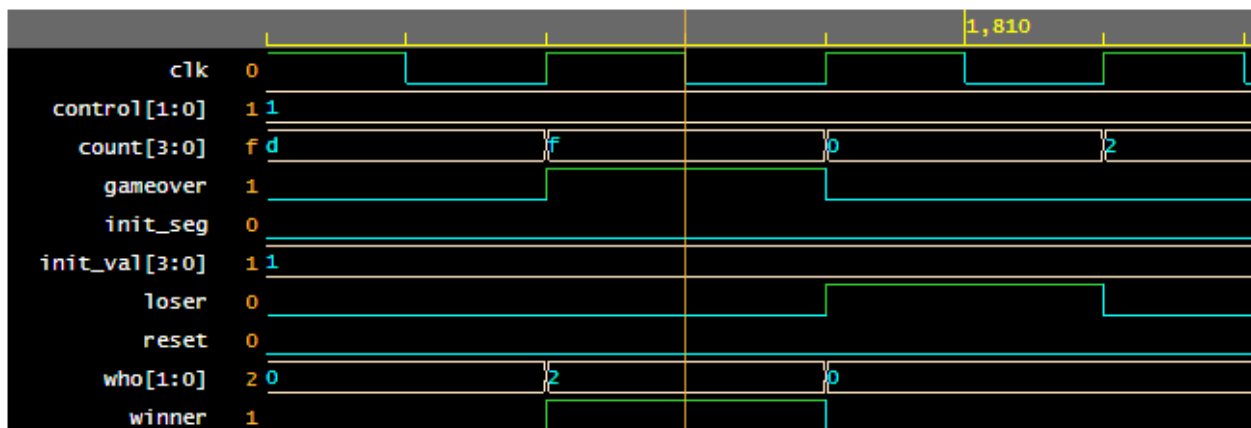 1,810
clk 0
control[1:0] 1 1
count[3:0] f d f 0 2
gameover 1
init_seg 0
init_val[3:0] 1 1
loser 0
reset 0
who[1:0] 2 0 2 0
winner 1